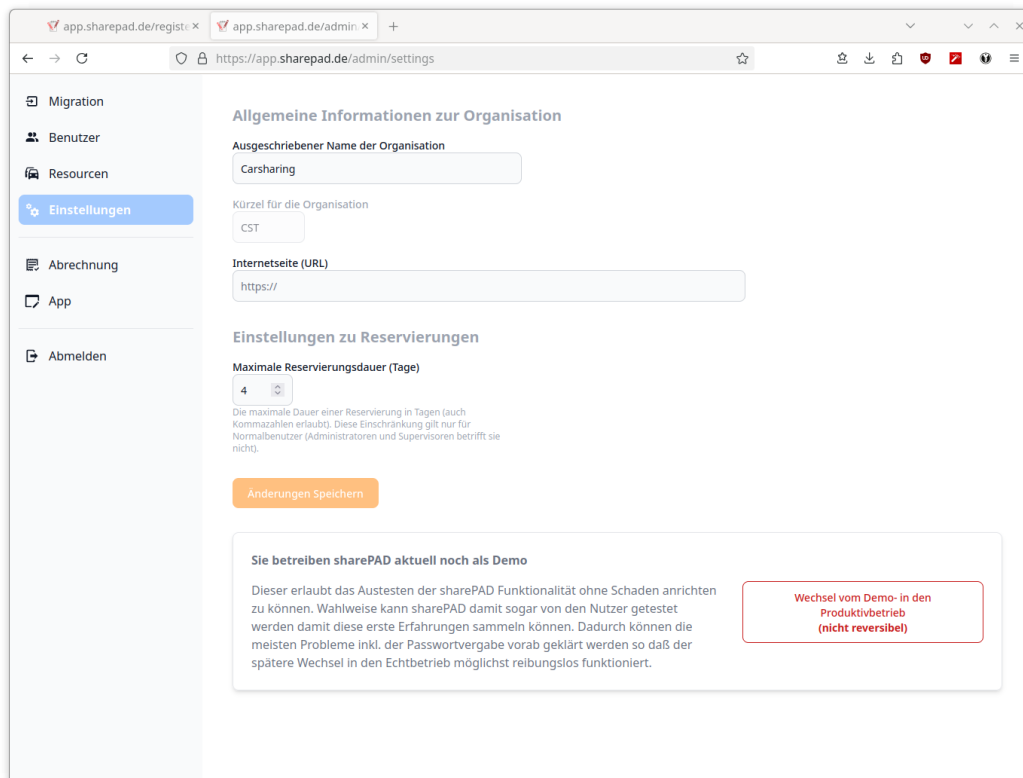 app.sharepad.de/registe
app.sharepad.de/admin
https://app.sharepad.de/admin/settings
Migration
Benutzer
Resourcen
Einstellungen
Abrechnung
App
Abmelden
Allgemeine Informationen zur Organisation
Ausgeschriebener Name der Organisation
Carsharing
Kürzel für die Organisation
CST
Internetseite (URL)
https://
Einstellungen zu Reservierungen
Maximale Reservierungsdauer (Tage)
4
Die maximale Dauer einer Reservierung in Tagen (auch
Kommazahlen erlaubt). Diese Einschränkung gilt nur für
Normalbenutzer (Administratoren und Supervisoren betrifft sie
nicht).
Änderungen Speichern
Sie betreiben sharePAD aktuell noch als Demo
Dieser erlaubt das Austesten der sharePAD Funktionalität ohne Schaden anrichten
zu können. Wahlweise kann sharePAD damit sogar von den Nutzer getestet
werden damit diese erste Erfahrungen sammeln können. Dadurch können die
meisten Probleme inkl. der Passwortvergabe vorab geklärt werden so daß der
spätere Wechsel in den Echtbetrieb möglichst reibungslos funktioniert.
Wechsel vom Demo- in den
Produktivbetrieb
(nicht reversibel)